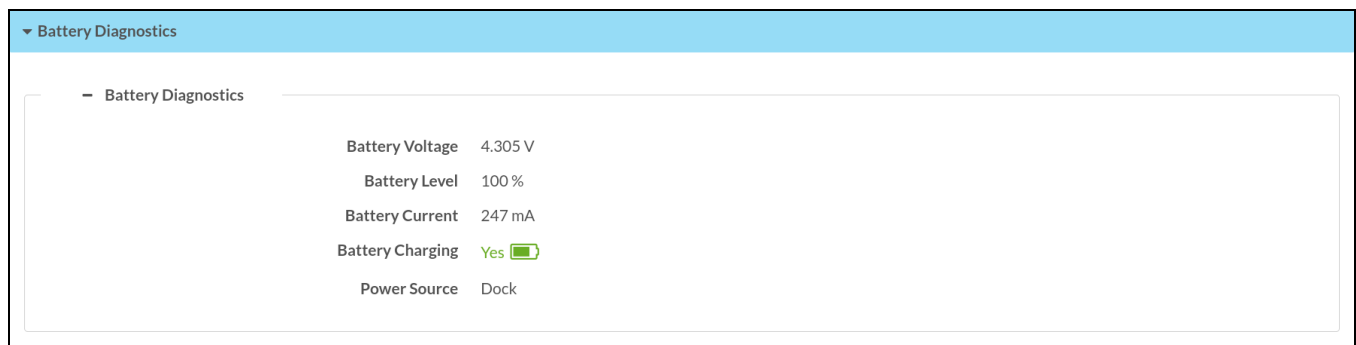 Battery Diagnostics
Battery Diagnostics
Battery Voltage 4.305 V
Battery Level 100 %
Battery Current 247 mA
Battery Charging Yes
Power Source Dock